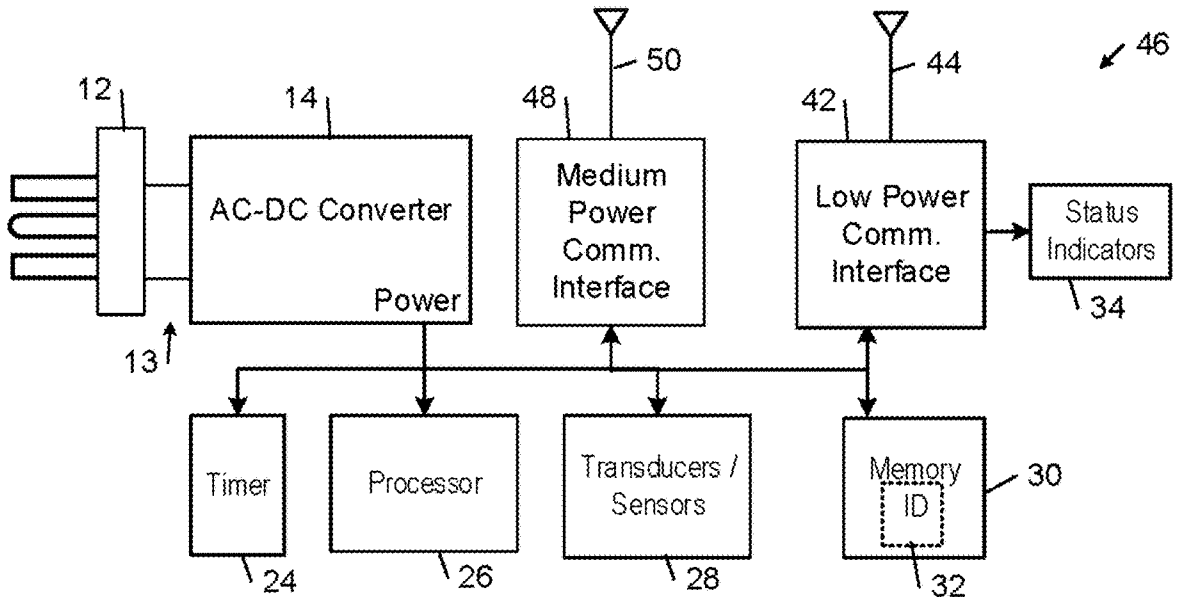 46
50
44
12
14
48
42
AC-DC Converter
Power
Medium
Power
Comm.
Interface
Low Power
Comm.
Interface
Status
Indicators
34
13
Timer
Processor
Transducers /
Sensors
Memory
ID
30
24
26
28
32